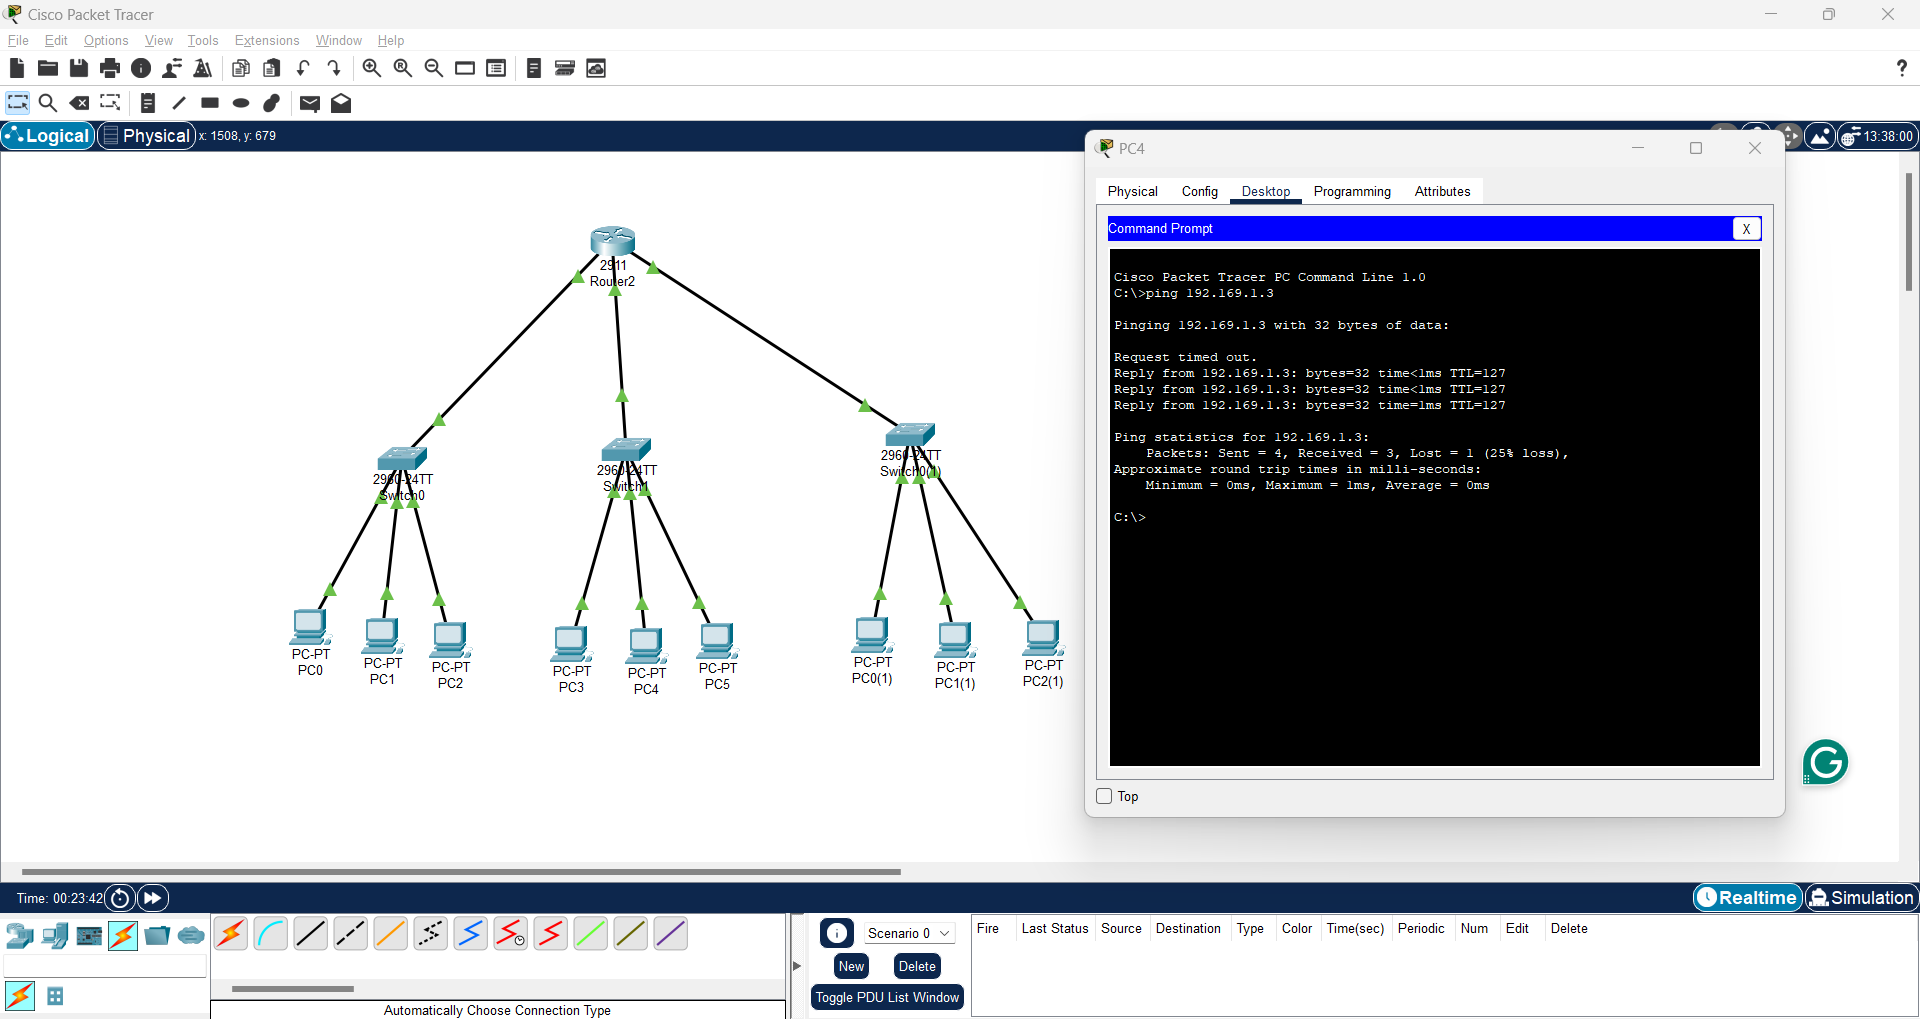 Cisco Packet Tracer
File Edit Options View Tools Extensions Window Help
?
Logical Physical x: 1508, y: 679 13:38:00
2911
Router2
2960-24TT
Switch0
2960-24TT
Switch1
2960-24TT
Switch0(1)
PC-PT
PC0
PC-PT
PC1
PC-PT
PC2
PC-PT
PC3
PC-PT
PC4
PC-PT
PC5
PC-PT
PC0(1)
PC-PT
PC1(1)
PC-PT
PC2(1)
PC4
Physical Config Desktop Programming Attributes
Command Prompt X
Cisco Packet Tracer PC Command Line 1.0
C:\>ping 192.169.1.3
Pinging 192.169.1.3 with 32 bytes of data:
Request timed out.
Reply from 192.169.1.3: bytes=32 time<1ms TTL=127
Reply from 192.169.1.3: bytes=32 time<1ms TTL=127
Reply from 192.169.1.3: bytes=32 time=1ms TTL=127
Ping statistics for 192.169.1.3:
Packets: Sent = 4, Received = 3, Lost = 1 (25% loss),
Approximate round trip times in milli-seconds:
Minimum = 0ms, Maximum = 1ms, Average = 0ms
C:\>
Top
G
Time: 00:23:42 Realtime Simulation
Scenario 0
New Delete
Toggle PDU List Window
Fire Last Status Source Destination Type Color Time(sec) Periodic Num Edit Delete
Automatically Choose Connection Type